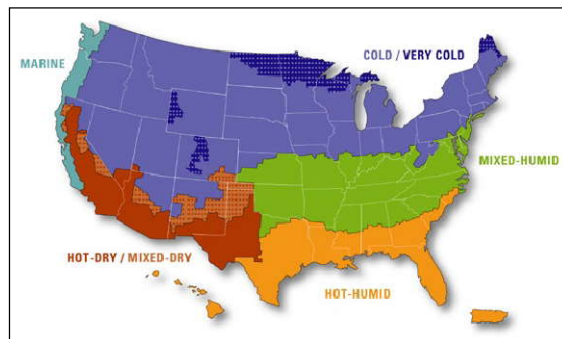 COLD / VERY COLD
MARINE
MIXED-HUMID
HOT-DRY / MIXED-DRY
HOT-HUMID